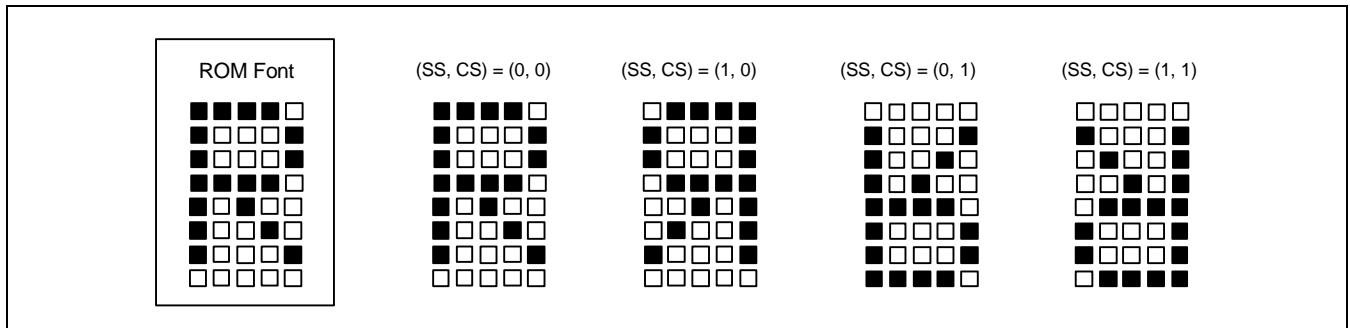 ROM Font
(SS, CS) = (0, 0)
(SS, CS) = (1, 0)
(SS, CS) = (0, 1)
(SS, CS) = (1, 1)